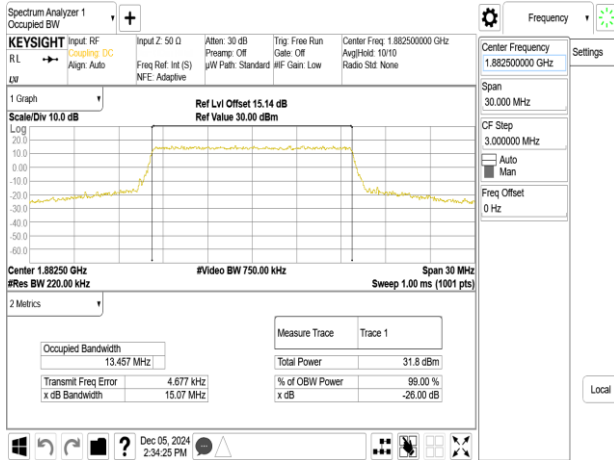 Spectrum Analyzer 1
Occupied BW
Frequency
KEYSIGHT
RL
LXI
Input: RF
Coupling: DC
Align: Auto
Input Z: 50 Ω
Freq Ref: Int (S)
NFE: Adaptive
Atten: 30 dB
Preamp: Off
µW Path: Standard
Trig: Free Run
Gate: Off
#IF Gain: Low
Center Freq: 1.882500000 GHz
Avg|Hold: 10/10
Radio Std: None
Center Frequency
1.882500000 GHz
Settings
Span
30.000 MHz
CF Step
3.000000 MHz
Auto
Man
Freq Offset
0 Hz
Local
1 Graph
Scale/Div 10.0 dB
Ref Lvl Offset 15.14 dB
Ref Value 30.00 dBm
Log
20.0
10.0
0.00
-10.0
-20.0
-30.0
-40.0
-50.0
-60.0
Center 1.88250 GHz
#Video BW 750.00 kHz
Span 30 MHz
#Res BW 220.00 kHz
Sweep 1.00 ms (1001 pts)
2 Metrics
Measure Trace Trace 1
Occupied Bandwidth
13.457 MHz
Total Power 31.8 dBm
Transmit Freq Error 4.677 kHz
% of OBW Power 99.00 %
x dB Bandwidth 15.07 MHz
x dB -26.00 dB
?
Dec 05, 2024
2:34:25 PM